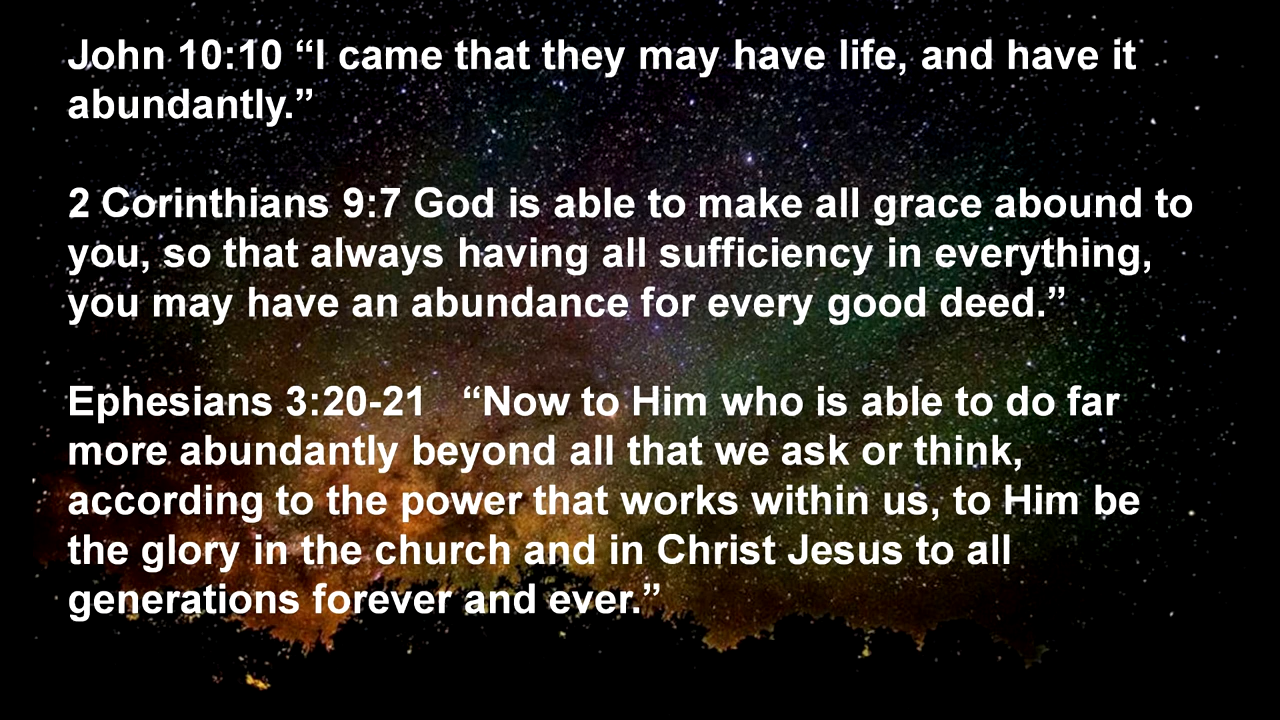 John 10:10 “I came that they may have life, and have it
abundantly.”
2 Corinthians 9:7 God is able to make all grace abound to
you, so that always having all sufficiency in everything,
you may have an abundance for every good deed.”
Ephesians 3:20-21   “Now to Him who is able to do far
more abundantly beyond all that we ask or think,
according to the power that works within us, to Him be
the glory in the church and in Christ Jesus to all
generations forever and ever.”